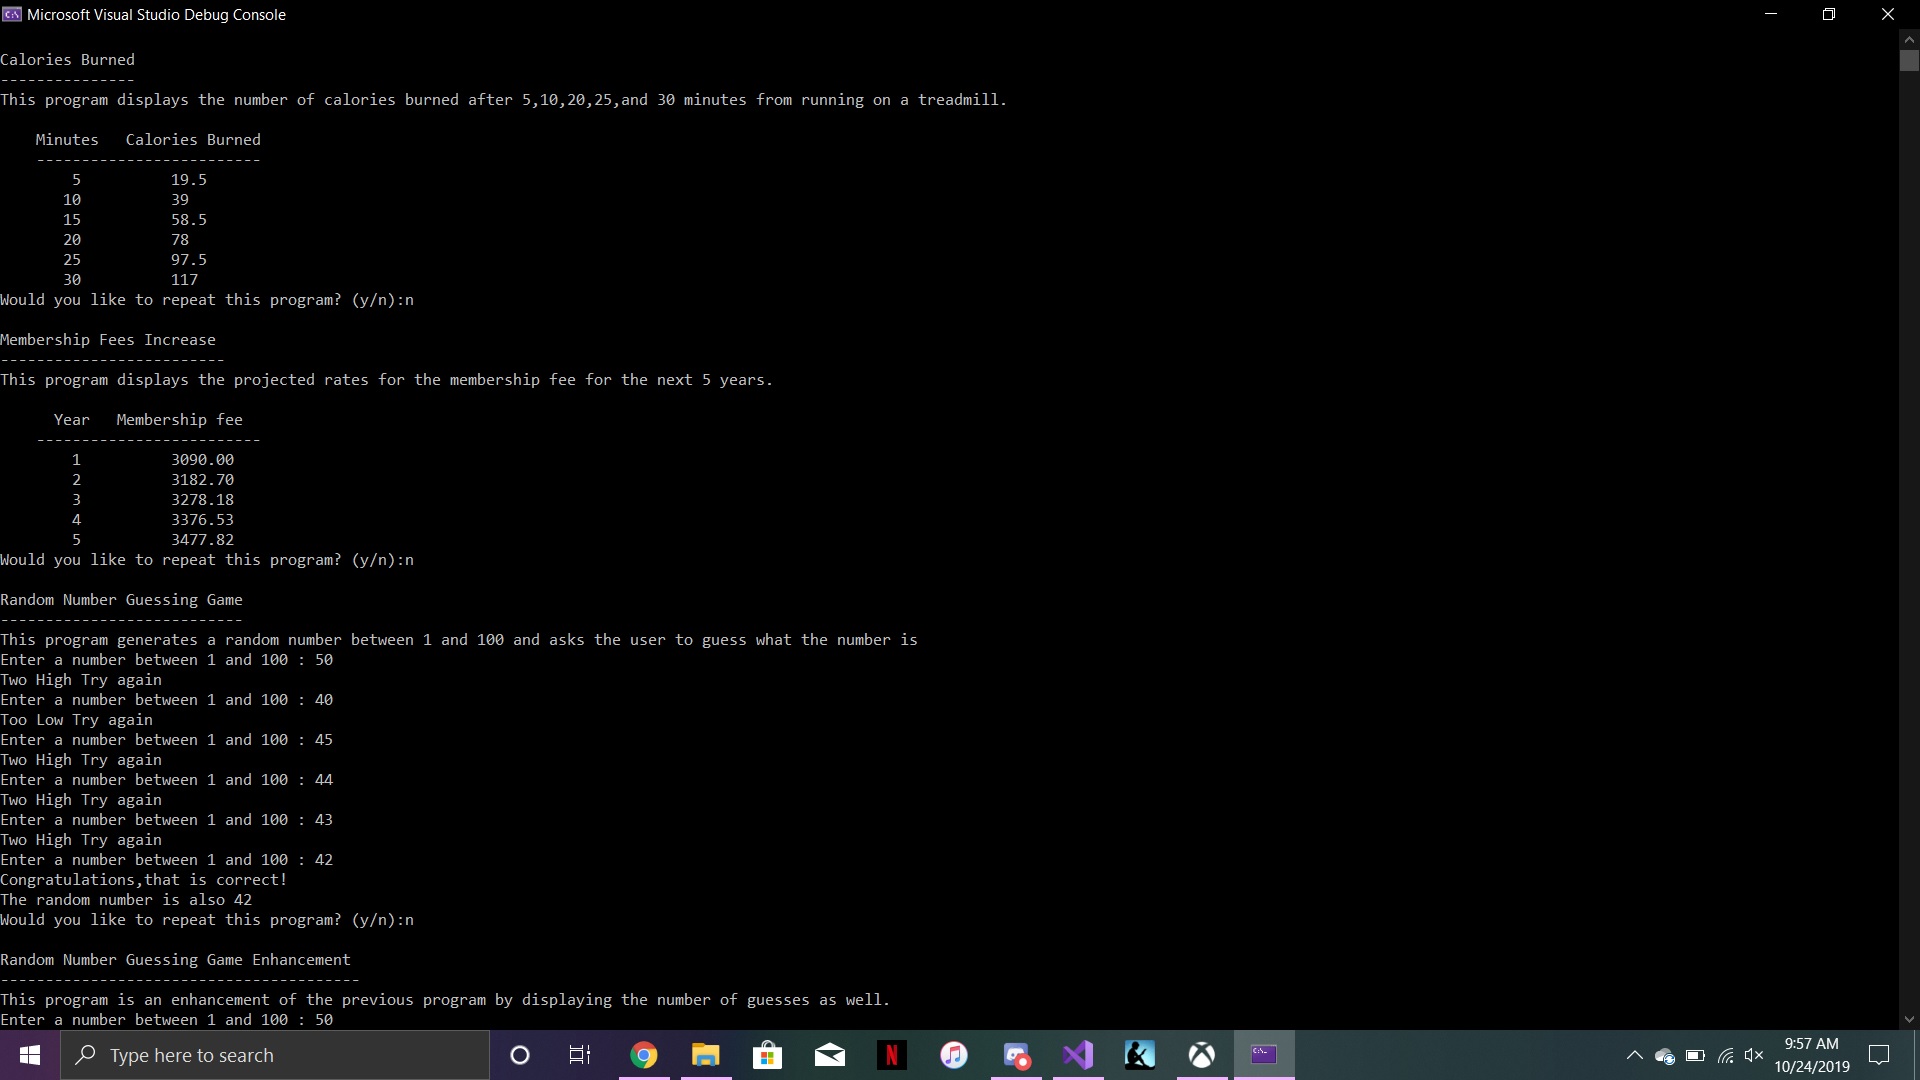 Microsoft Visual Studio Debug Console
Calories Burned
---------------
This program displays the number of calories burned after 5,10,20,25,and 30 minutes from running on a treadmill.
Minutes   Calories Burned
-------------------------
5          19.5
10          39
15          58.5
20          78
25          97.5
30          117
Would you like to repeat this program? (y/n):n
Membership Fees Increase
-------------------------
This program displays the projected rates for the membership fee for the next 5 years.
Year   Membership fee
-------------------------
1          3090.00
2          3182.70
3          3278.18
4          3376.53
5          3477.82
Would you like to repeat this program? (y/n):n
Random Number Guessing Game
---------------------------
This program generates a random number between 1 and 100 and asks the user to guess what the number is
Enter a number between 1 and 100 : 50
Two High Try again
Enter a number between 1 and 100 : 40
Too Low Try again
Enter a number between 1 and 100 : 45
Two High Try again
Enter a number between 1 and 100 : 44
Two High Try again
Enter a number between 1 and 100 : 43
Two High Try again
Enter a number between 1 and 100 : 42
Congratulations,that is correct!
The random number is also 42
Would you like to repeat this program? (y/n):n
Random Number Guessing Game Enhancement
----------------------------------------
This program is an enhancement of the previous program by displaying the number of guesses as well.
Enter a number between 1 and 100 : 50
Type here to search
N
9:57 AM
10/24/2019